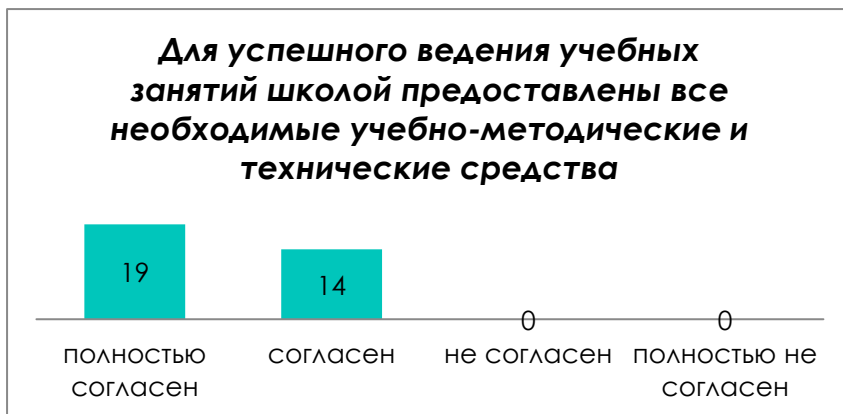 Для успешного ведения учебных
занятий школой предоставлены все
необходимые учебно-методические и
технические средства
19
14
0
0
полностью
согласен
согласен
не согласен
полностью не
согласен